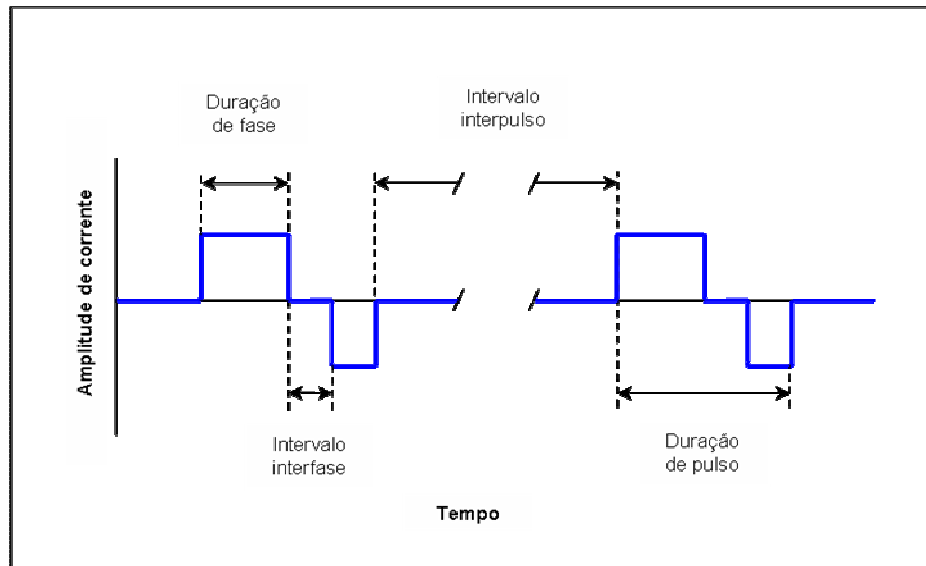 Duração
de fase
Intervalo
interpulso
Amplitude de corrente
Intervalo
interfase
Duração
de pulso
Tempo